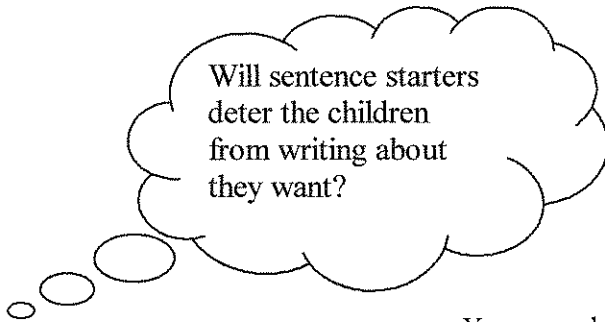 Will sentence starters
deter the children
from writing about
they want?